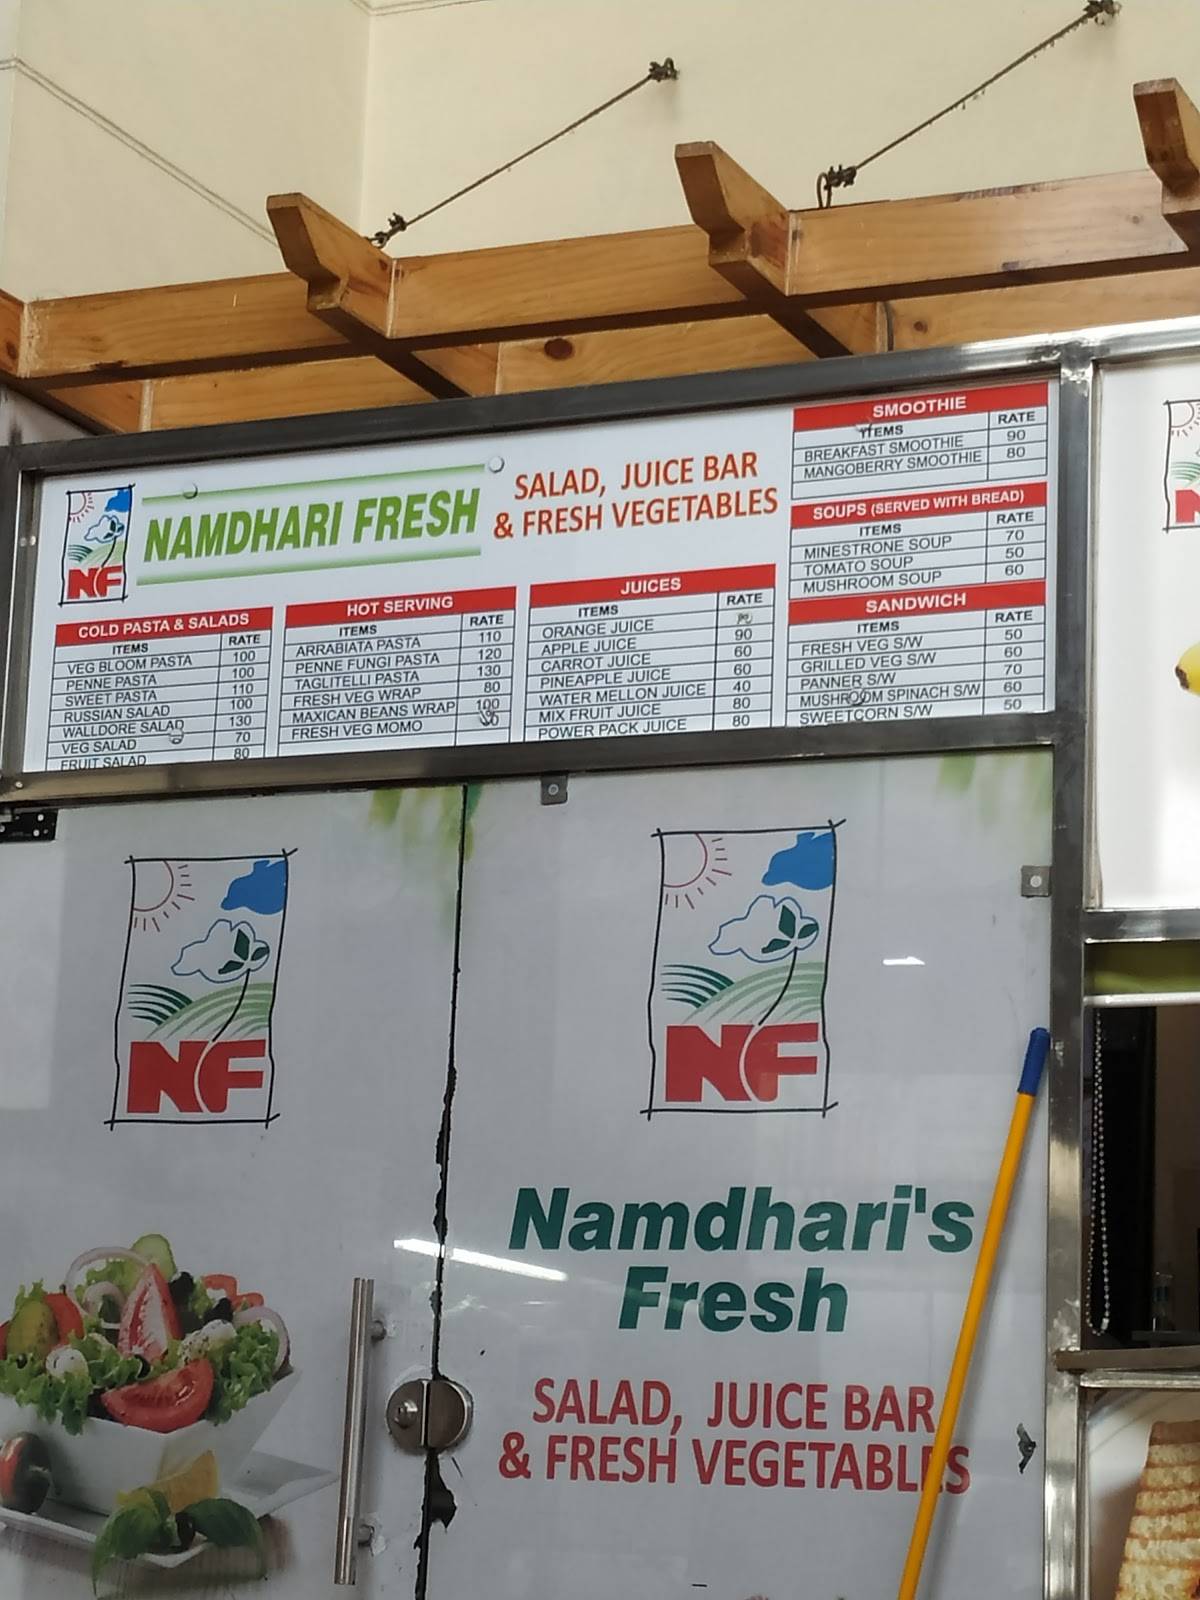 NF
NAMDHARI FRESH
SALAD, JUICE BAR
& FRESH VEGETABLES
COLD PASTA & SALADS
ITEMS RATE
VEG BLOOM PASTA 100
PENNE PASTA 100
SWEET PASTA 110
RUSSIAN SALAD 100
WALLDORE SALAD 130
VEG SALAD 70
FRUIT SALAD 80
HOT SERVING
ITEMS RATE
ARRABIATA PASTA 110
PENNE FUNGI PASTA 120
TAGLITELLI PASTA 130
FRESH VEG WRAP 80
MAXICAN BEANS WRAP 100
FRESH VEG MOMO
JUICES
ITEMS RATE
ORANGE JUICE
APPLE JUICE 90
CARROT JUICE 60
PINEAPPLE JUICE 60
WATER MELLON JUICE 40
MIX FRUIT JUICE 80
POWER PACK JUICE 80
SMOOTHIE
ITEMS RATE
BREAKFAST SMOOTHIE 90
MANGOBERRY SMOOTHIE 80
SOUPS (SERVED WITH BREAD)
ITEMS RATE
MINESTRONE SOUP 70
TOMATO SOUP 50
MUSHROOM SOUP 60
SANDWICH
ITEMS RATE
FRESH VEG S/W 50
GRILLED VEG S/W 60
PANNER S/W 70
MUSHROOM SPINACH S/W 60
SWEETCORN S/W 50
N
NF
NF
Namdhari's
Fresh
SALAD, JUICE BAR
& FRESH VEGETABLES